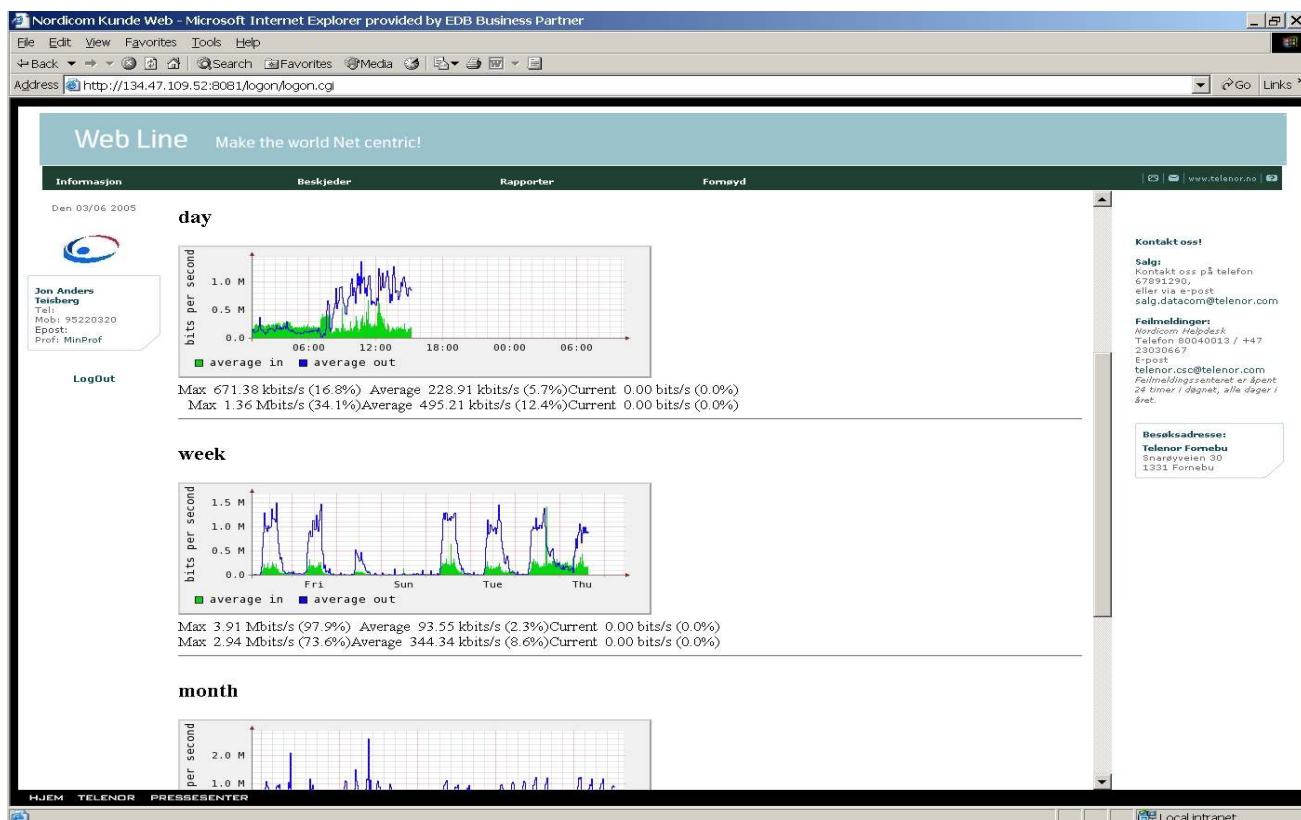 Nordicom Kunde Web - Microsoft Internet Explorer provided by EDB Business Partner
File Edit View Favorites Tools Help
Back Search Favorites Media
Address http://134.47.109.52:8081/logon/logon.cgi Go Links
Web Line Make the world Net centric!
Informasjon Beskjeder Rapporter Fornøyd | | | www.telenor.no |
Den 03/06 2005
Jon Anders
Teisberg
Tel:
Mob: 95220320
Epost:
Prof: MinProf
LogOut
day
bits per second
1.0 M
0.5 M
0.0
06:00 12:00 18:00 00:00 06:00
average in average out
Max 671.38 kbits/s (16.8%) Average 228.91 kbits/s (5.7%)Current 0.00 bits/s (0.0%)
Max 1.36 Mbits/s (34.1%)Average 495.21 kbits/s (12.4%)Current 0.00 bits/s (0.0%)
week
bits per second
1.5 M
1.0 M
0.5 M
0.0
Fri Sun Tue Thu
average in average out
Max 3.91 Mbits/s (97.9%) Average 93.55 kbits/s (2.3%)Current 0.00 bits/s (0.0%)
Max 2.94 Mbits/s (73.6%)Average 344.34 kbits/s (8.6%)Current 0.00 bits/s (0.0%)
month
per second
2.0 M
1.0 M
Kontakt oss!
Salg:
Kontakt oss på telefon
67891290,
eller via e-post
salg.datacom@telenor.com
Feilmeldinger:
Nordicom Helpdesk
Telefon 80040013 / +47
23030667
E-post
telenor.csc@telenor.com
Feilmeldingssenteret er åpent
24 timer i døgnet, alle dager i
året.
Besøksadresse:
Telenor Fornebu
Snarøyveien 30
1331 Fornebu
HJEM TELENOR PRESSESENTER
Local intranet